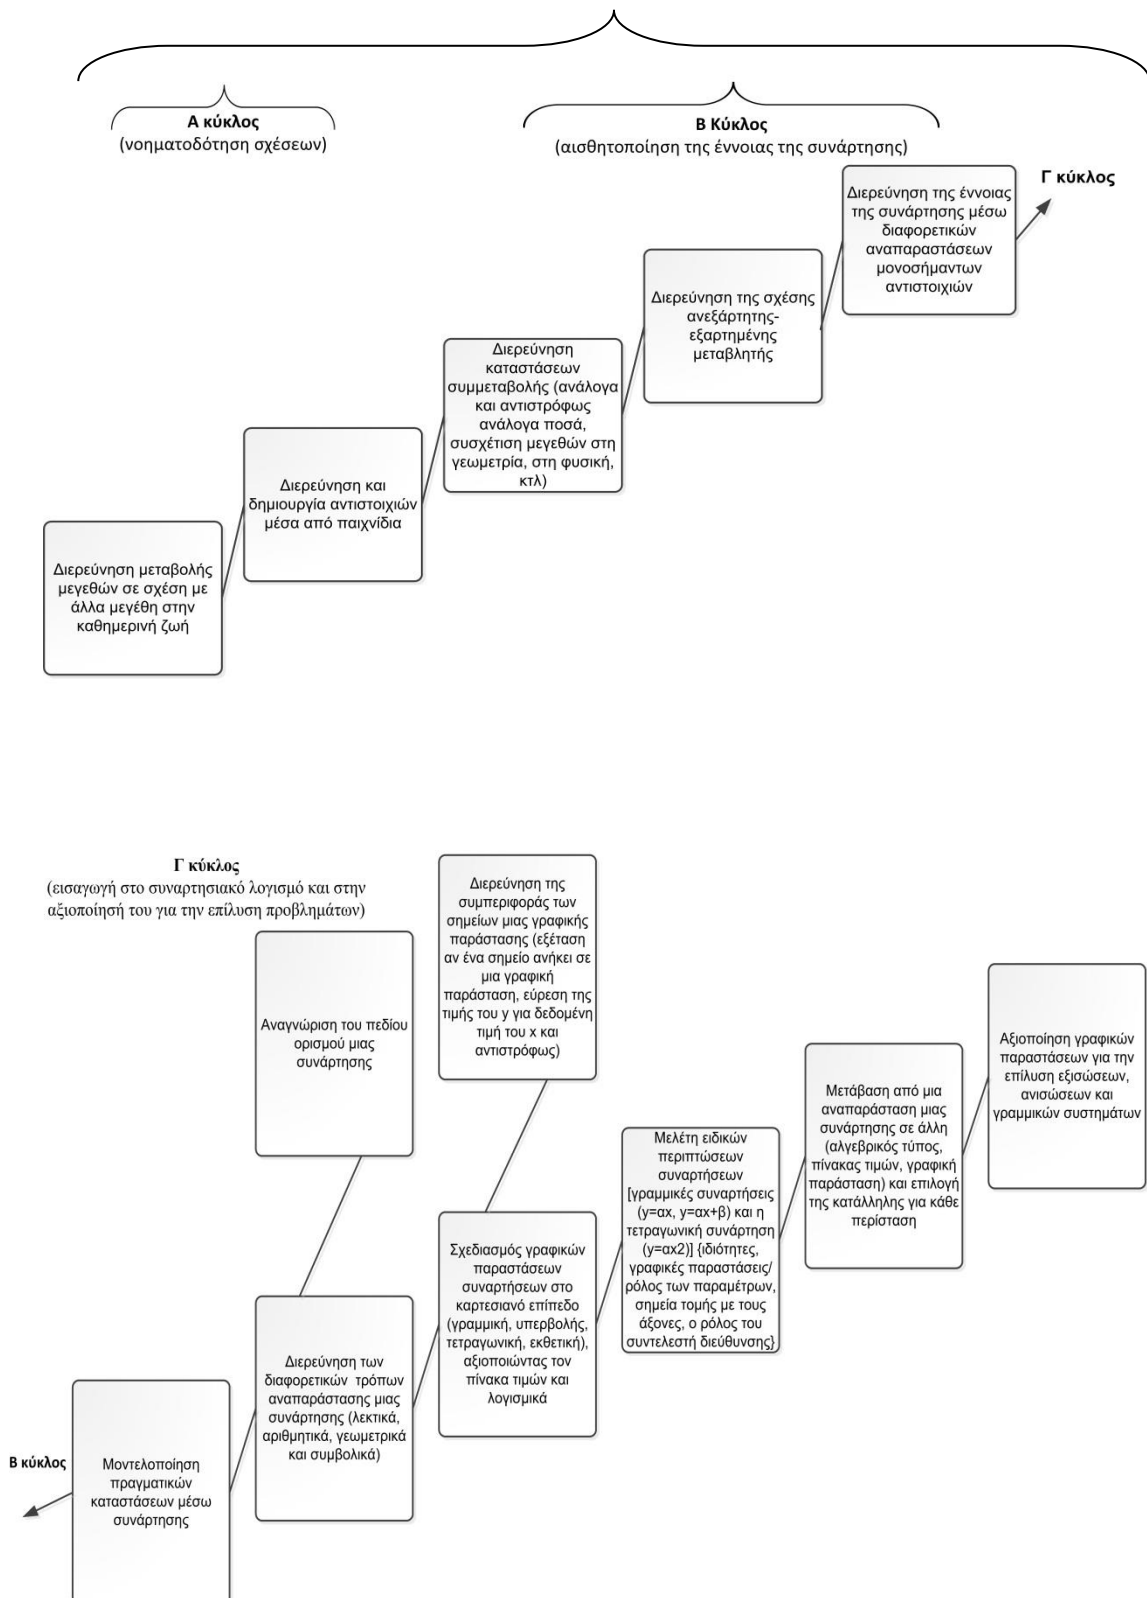 Α κύκλος
(νοηματοδότηση σχέσεων)
Β Κύκλος
(αισθητοποίηση της έννοιας της συνάρτησης)
Γ κύκλος
Διερεύνηση μεταβολής
μεγεθών σε σχέση με
άλλα μεγέθη στην
καθημερινή ζωή
Διερεύνηση και
δημιουργία αντιστοιχιών
μέσα από παιχνίδια
Διερεύνηση
καταστάσεων
συμμεταβολής (ανάλογα
και αντιστρόφως
ανάλογα ποσά,
συσχέτιση μεγεθών στη
γεωμετρία, στη φυσική,
κτλ)
Διερεύνηση της σχέσης
ανεξάρτητης-
εξαρτημένης
μεταβλητής
Διερεύνηση της έννοιας
της συνάρτησης μέσω
διαφορετικών
αναπαραστάσεων
μονοσήμαντων
αντιστοιχιών
Γ κύκλος
(εισαγωγή στο συναρτησιακό λογισμό και στην
αξιοποίησή του για την επίλυση προβλημάτων)
Β κύκλος
Μοντελοποίηση
πραγματικών
καταστάσεων μέσω
συνάρτησης
Αναγνώριση του πεδίου
ορισμού μιας
συνάρτησης
Διερεύνηση των
διαφορετικών τρόπων
αναπαράστασης μιας
συνάρτησης (λεκτικά,
αριθμητικά, γεωμετρικά
και συμβολικά)
Διερεύνηση της
συμπεριφοράς των
σημείων μιας γραφικής
παράστασης (εξέταση
αν ένα σημείο ανήκει σε
μια γραφική
παράσταση, εύρεση της
τιμής του y για δεδομένη
τιμή του x και
αντιστρόφως)
Σχεδιασμός γραφικών
παραστάσεων
συναρτήσεων στο
καρτεσιανό επίπεδο
(γραμμική, υπερβολής,
τετραγωνική, εκθετική),
αξιοποιώντας τον
πίνακα τιμών και
λογισμικά
Μελέτη ειδικών
περιπτώσεων
συναρτήσεων
[γραμμικές συναρτήσεις
(y=αx, y=αx+β) και η
τετραγωνική συνάρτηση
(y=αx2)] {ιδιότητες,
γραφικές παραστάσεις/
ρόλος των παραμέτρων,
σημεία τομής με τους
άξονες, ο ρόλος του
συντελεστή διεύθυνσης}
Μετάβαση από μια
αναπαράσταση μιας
συνάρτησης σε άλλη
(αλγεβρικός τύπος,
πίνακας τιμών, γραφική
παράσταση) και επιλογή
της κατάλληλης για κάθε
περίσταση
Αξιοποίηση γραφικών
παραστάσεων για την
επίλυση εξισώσεων,
ανισώσεων και
γραμμικών συστημάτων